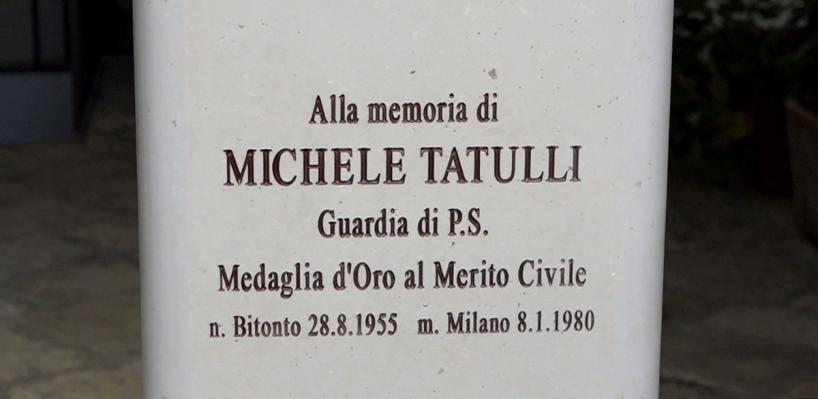 Alla memoria di
MICHELE TATULLI
Guardia di P.S.
Medaglia d'Oro al Merito Civile
n. Bitonto 28.8.1955 m. Milano 8.1.1980